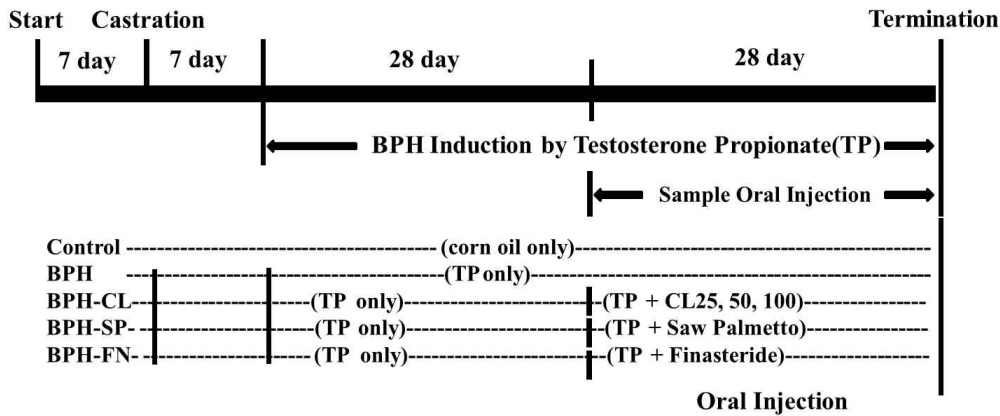 Start Castration Termination
7 day 7 day 28 day 28 day
BPH Induction by Testosterone Propionate(TP)
Sample Oral Injection
Control (corn oil only)
BPH (TP only)
BPH-CL (TP only) (TP + CL25, 50, 100)
BPH-SP (TP only) (TP + Saw Palmetto)
BPH-FN (TP only) (TP + Finasteride)
Oral Injection